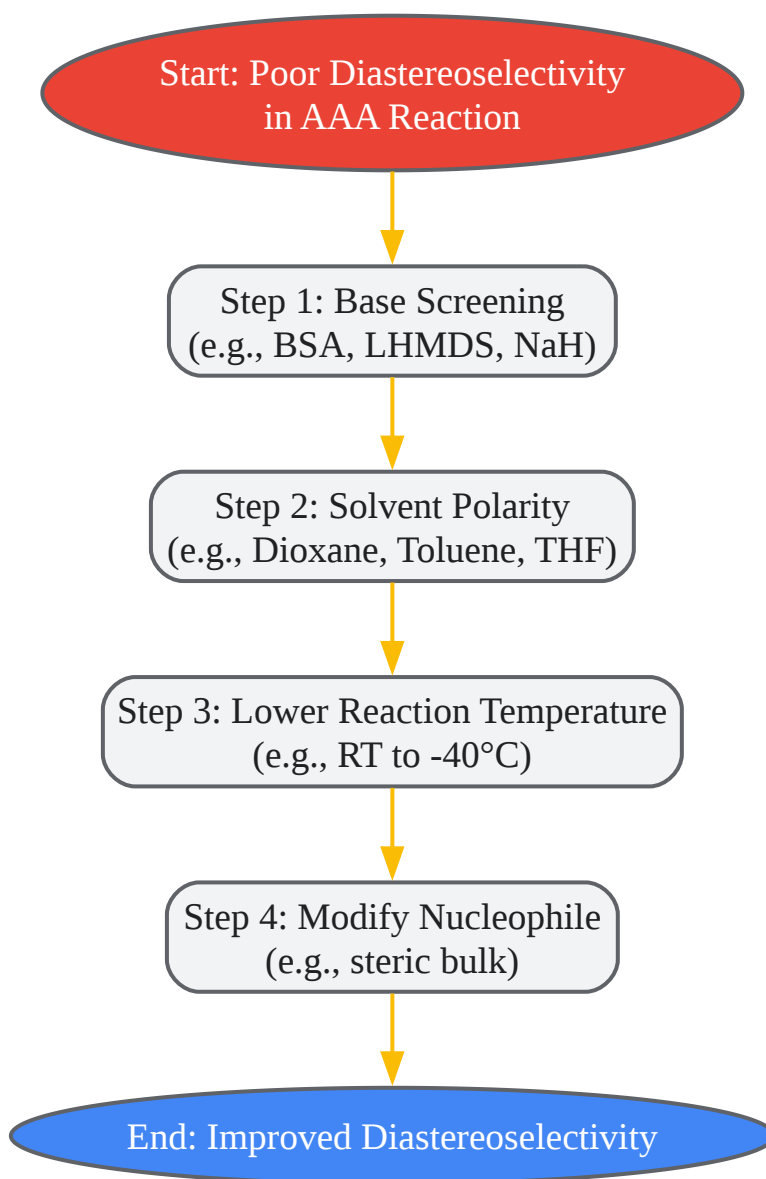 Start: Poor Diastereoselectivity
in AAA Reaction
Step 1: Base Screening
(e.g., BSA, LHMDS, NaH)
Step 2: Solvent Polarity
(e.g., Dioxane, Toluene, THF)
Step 3: Lower Reaction Temperature
(e.g., RT to -40°C)
Step 4: Modify Nucleophile
(e.g., steric bulk)
End: Improved Diastereoselectivity